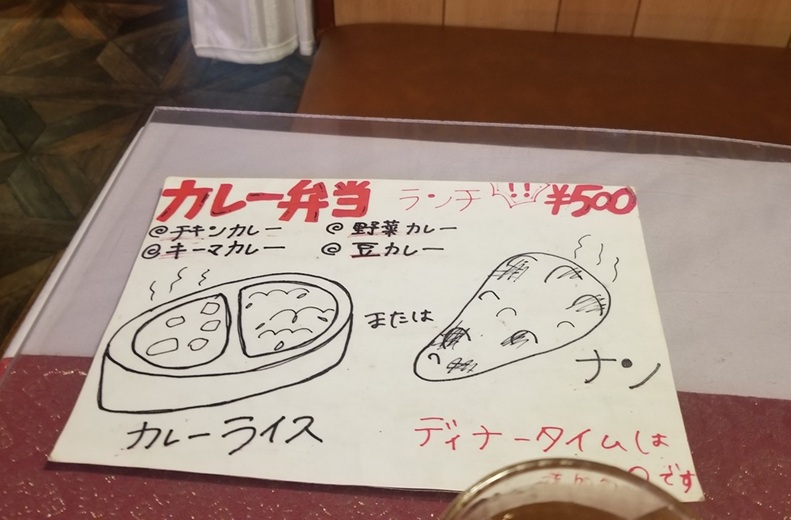 カレー弁当 ランチ !! ¥500
@チキンカレー @野菜カレー
@キーマカレー @豆カレー
または
ナン
カレーライス
ディナータイムは
です